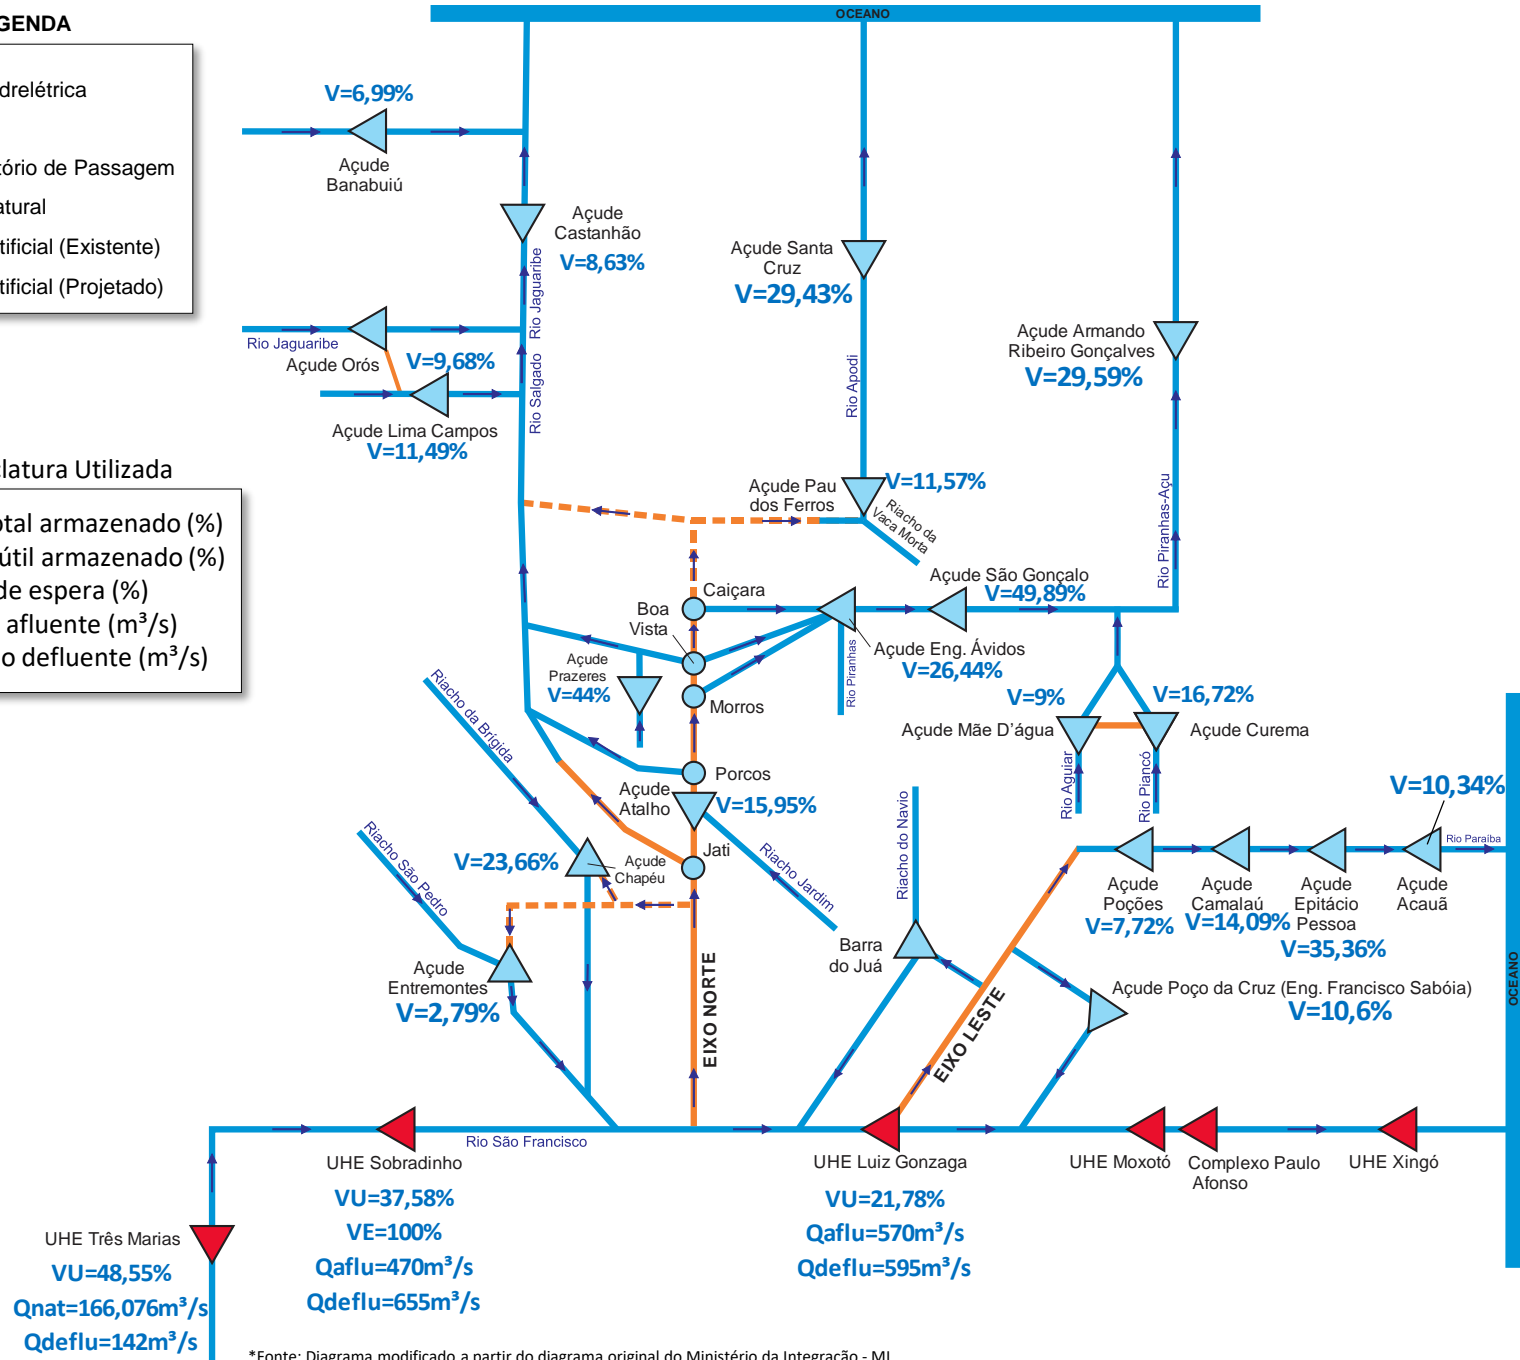 OCEANO
GENDA
drelétrica
tório de Passagem
atural
tificial (Existente)
tificial (Projetado)
V=6,99%
Açude
Banabuiú
Açude
Castanhão
V=8,63%
Rio Jaguaribe
Açude Santa
Cruz
V=29,43%
Rio Apodi
Açude Armando
Ribeiro Gonçalves
V=29,59%
Rio Piranhas-Açu
Rio Jaguaribe
Açude Orós
V=9,68%
Rio Salgado
Açude Lima Campos
V=11,49%
clatura Utilizada
otal armazenado (%)
útil armazenado (%)
de espera (%)
afluente (m³/s)
o defluente (m³/s)
Açude Pau
dos Ferros
V=11,57%
Riacho da
Vaca Morta
Caiçara
Boa
Vista
Morros
Açude São Gonçalo
V=49,89%
Açude Eng. Ávidos
V=26,44%
Rio Piranhas
Açude
Prazeres
V=44%
V=9%
V=16,72%
Açude Mãe D'água
Açude Curema
Rio Aguiar
Rio Piancó
Riacho da Brígida
Porcos
Açude
Atalho
V=15,95%
Jati
Riacho Jardim
Riacho São Pedro
V=23,66%
Açude
Chapéu
Riacho do Navio
V=10,34%
Rio Paraíba
Açude
Poções
V=7,72%
Açude
Camalaú
V=14,09%
Açude
Epitácio
Pessoa
V=35,36%
Açude
Acauã
Açude
Entremontes
V=2,79%
EIXO NORTE
Barra
do Juá
EIXO LESTE
Açude Poço da Cruz (Eng. Francisco Sabóia)
V=10,6%
OCEANO
Rio São Francisco
UHE Sobradinho
VU=37,58%
VE=100%
Qaflu=470m³/s
Qdeflu=655m³/s
UHE Luiz Gonzaga
VU=21,78%
Qaflu=570m³/s
Qdeflu=595m³/s
UHE Moxotó
Complexo Paulo
Afonso
UHE Xingó
UHE Três Marias
VU=48,55%
Qnat=166,076m³/s
Qdeflu=142m³/s
*Fonte: Diagrama modificado a partir do diagrama original do Ministério da Integração - MI